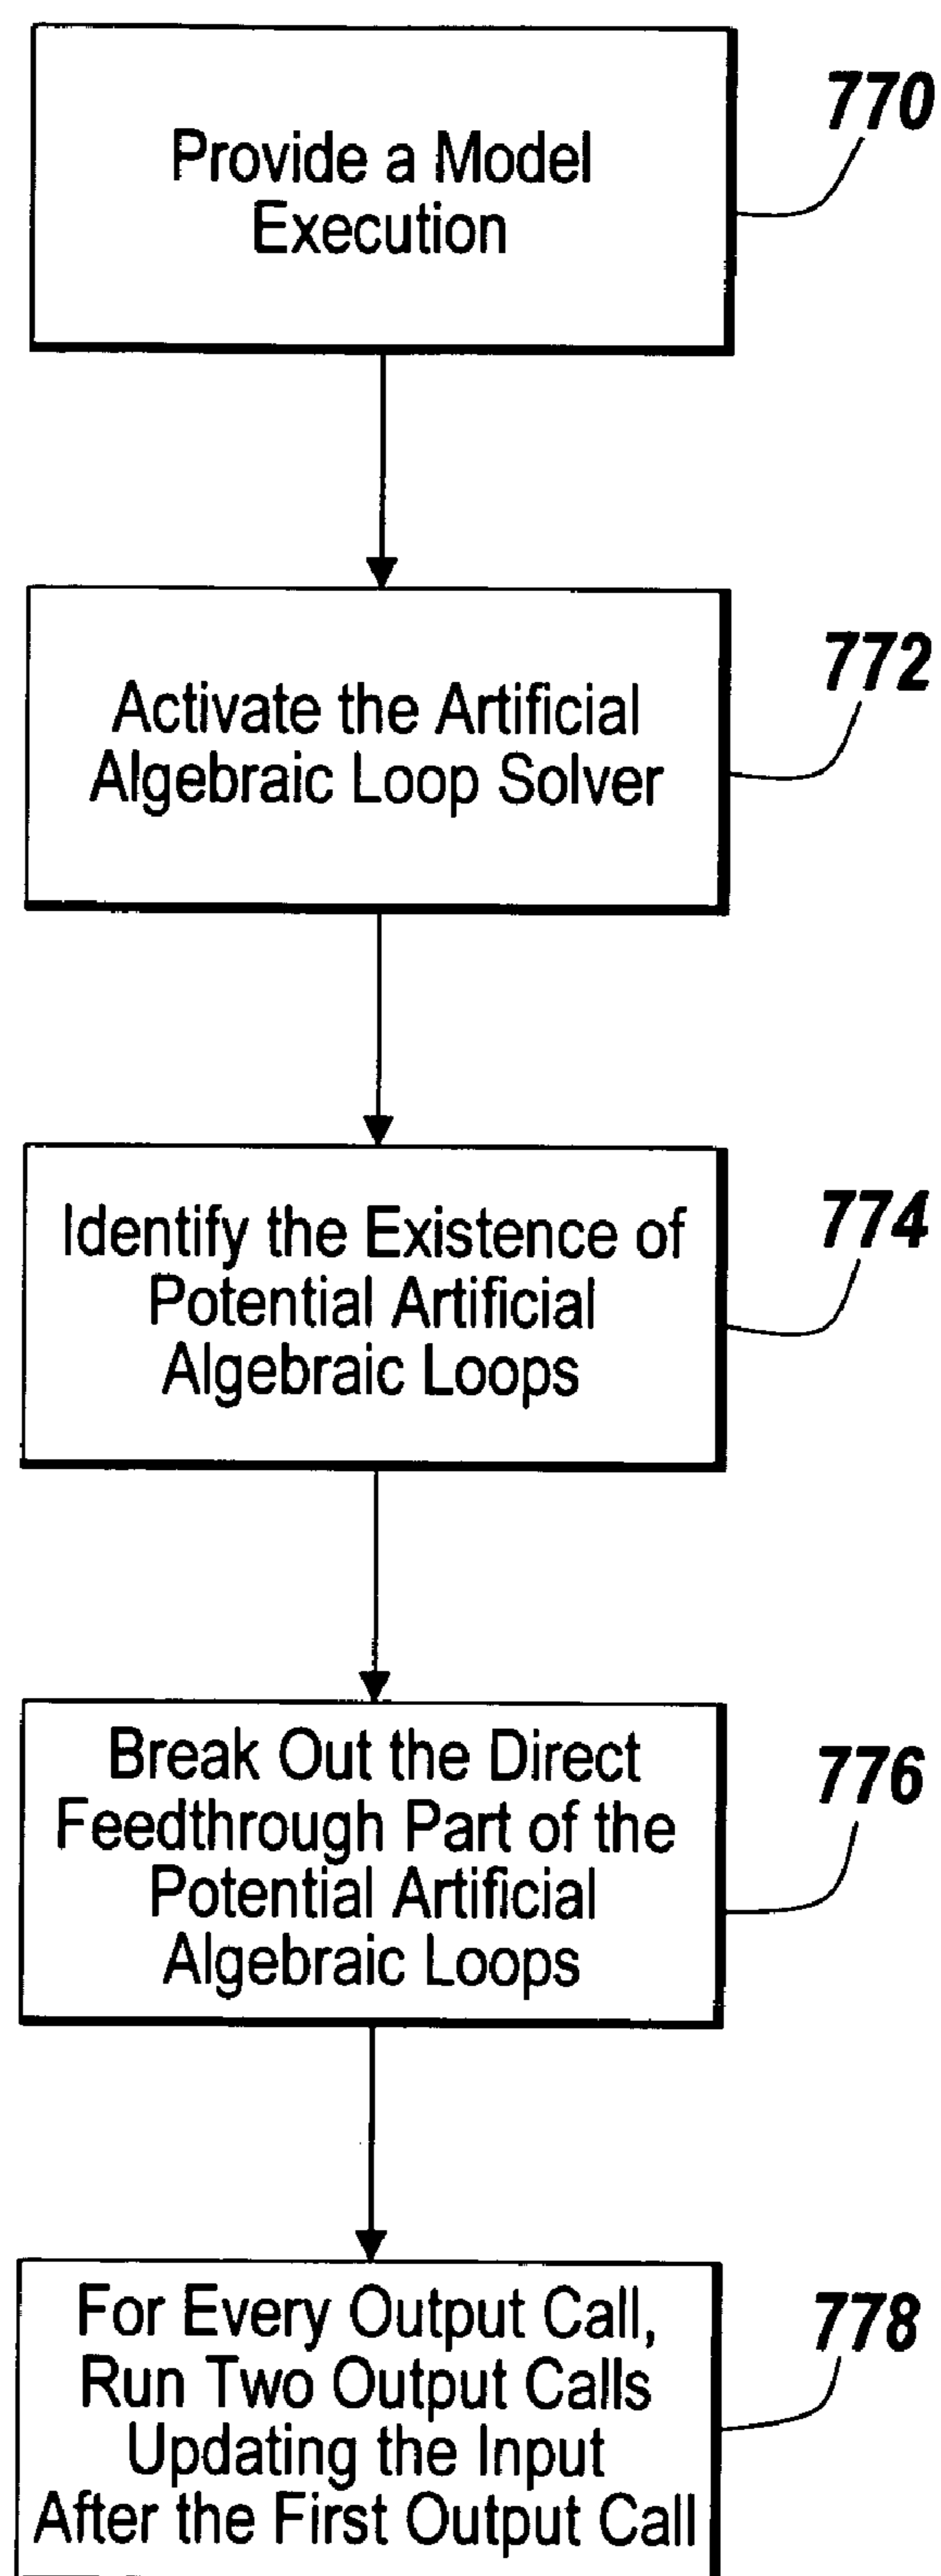 770
Provide a Model
Execution
772
Activate the Artificial
Algebraic Loop Solver
774
Identify the Existence of
Potential Artificial
Algebraic Loops
776
Break Out the Direct
Feedthrough Part of the
Potential Artificial
Algebraic Loops
778
For Every Output Call,
Run Two Output Calls
Updating the Input
After the First Output Call